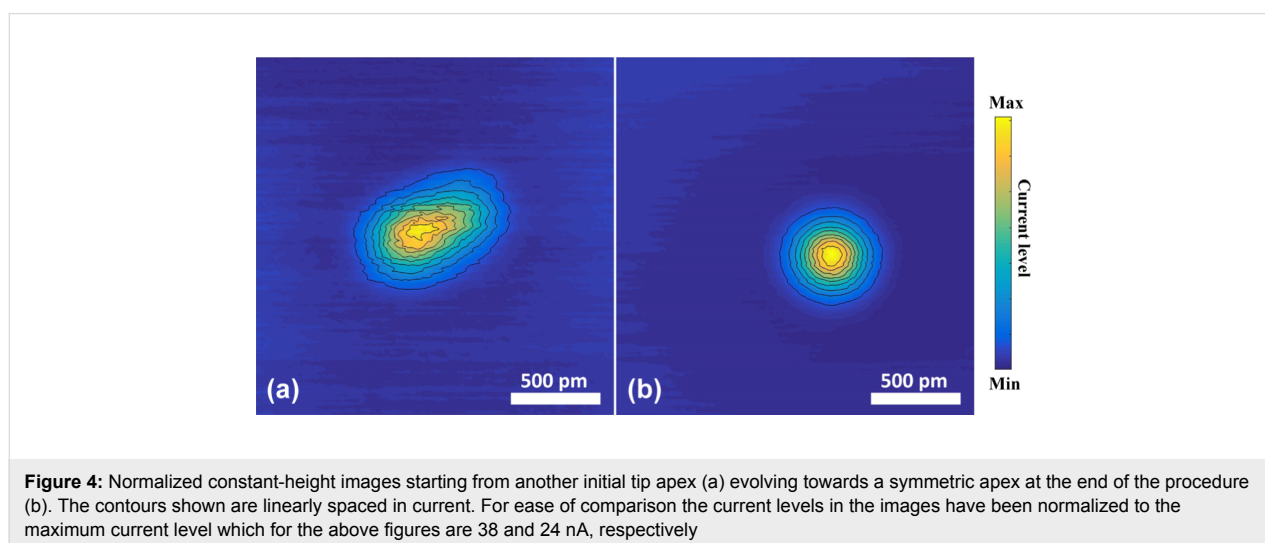 Max
Current level
Min
500 pm
(a)
500 pm
(b)
Figure 4: Normalized constant-height images starting from another initial tip apex (a) evolving towards a symmetric apex at the end of the procedure
(b). The contours shown are linearly spaced in current. For ease of comparison the current levels in the images have been normalized to the
maximum current level which for the above figures are 38 and 24 nA, respectively